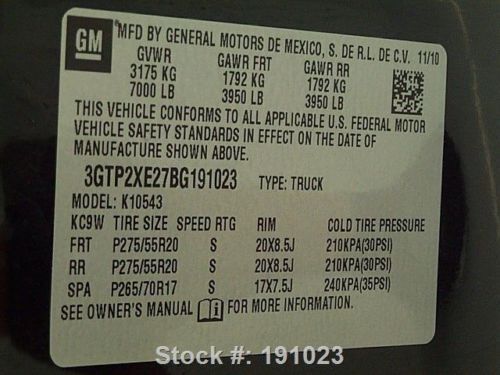 GM MFD BY GENERAL MOTORS DE MEXICO, S. DE R.L. DE C.V. 11/10
GVWR GAWR FRT GAWR RR
3175 KG 1792 KG 1792 KG
7000 LB 3950 LB 3950 LB
THIS VEHICLE CONFORMS TO ALL APPLICABLE U.S. FEDERAL MOTOR
VEHICLE SAFETY STANDARDS IN EFFECT ON THE DATE OF
MANUFACTURE SHOWN ABOVE.
3GTP2XE27BG191023 TYPE: TRUCK
MODEL: K10543
KC9W TIRE SIZE SPEED RTG RIM COLD TIRE PRESSURE
FRT P275/55R20 S 20X8.5J 210KPA(30PSI)
RR P275/55R20 S 20X8.5J 210KPA(30PSI)
SPA P265/70R17 S 17X7.5J 240KPA(35PSI)
SEE OWNER'S MANUAL i FOR MORE INFORMATION.
Stock #: 191023